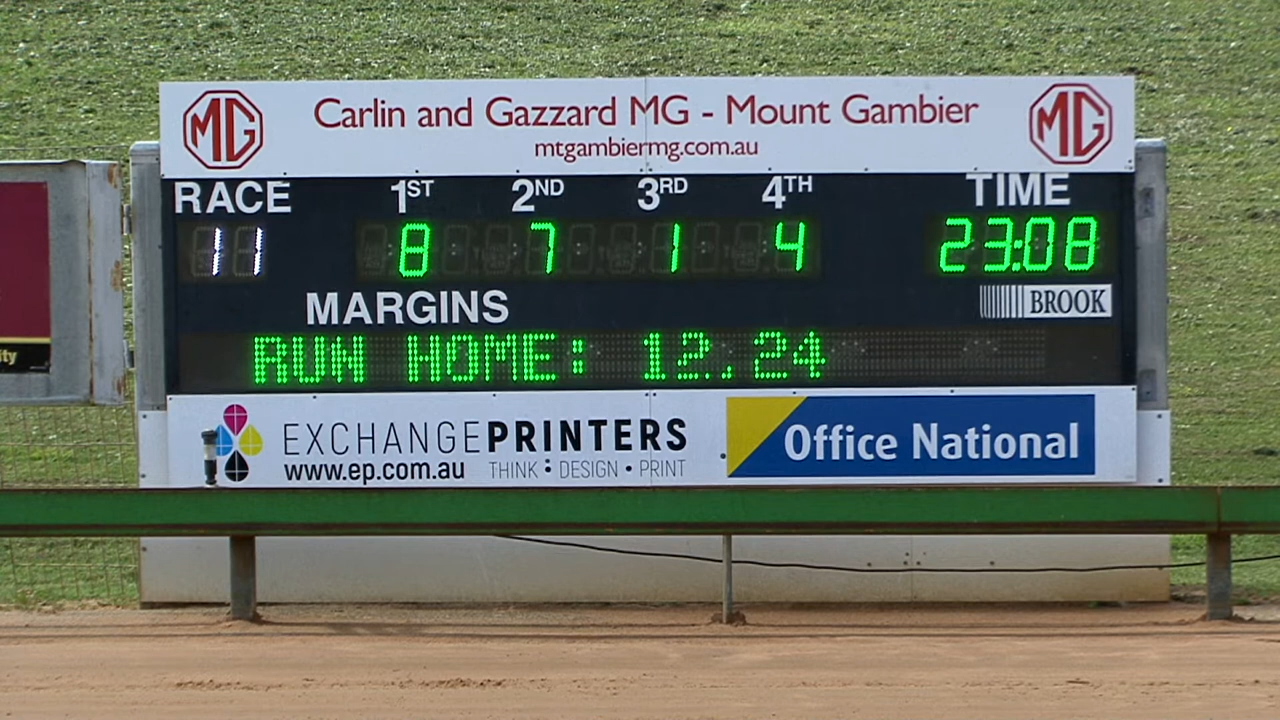 MG Carlin and Gazzard MG - Mount Gambier MG
mtgambiermg.com.au
RACE 1ST 2ND 3RD 4TH TIME
11 8 7 1 4 23:08
MARGINS BROOK
RUN HOME: 12.24
ity
EXCHANGEPRINTERS
www.ep.com.au THINK : DESIGN • PRINT
Office National